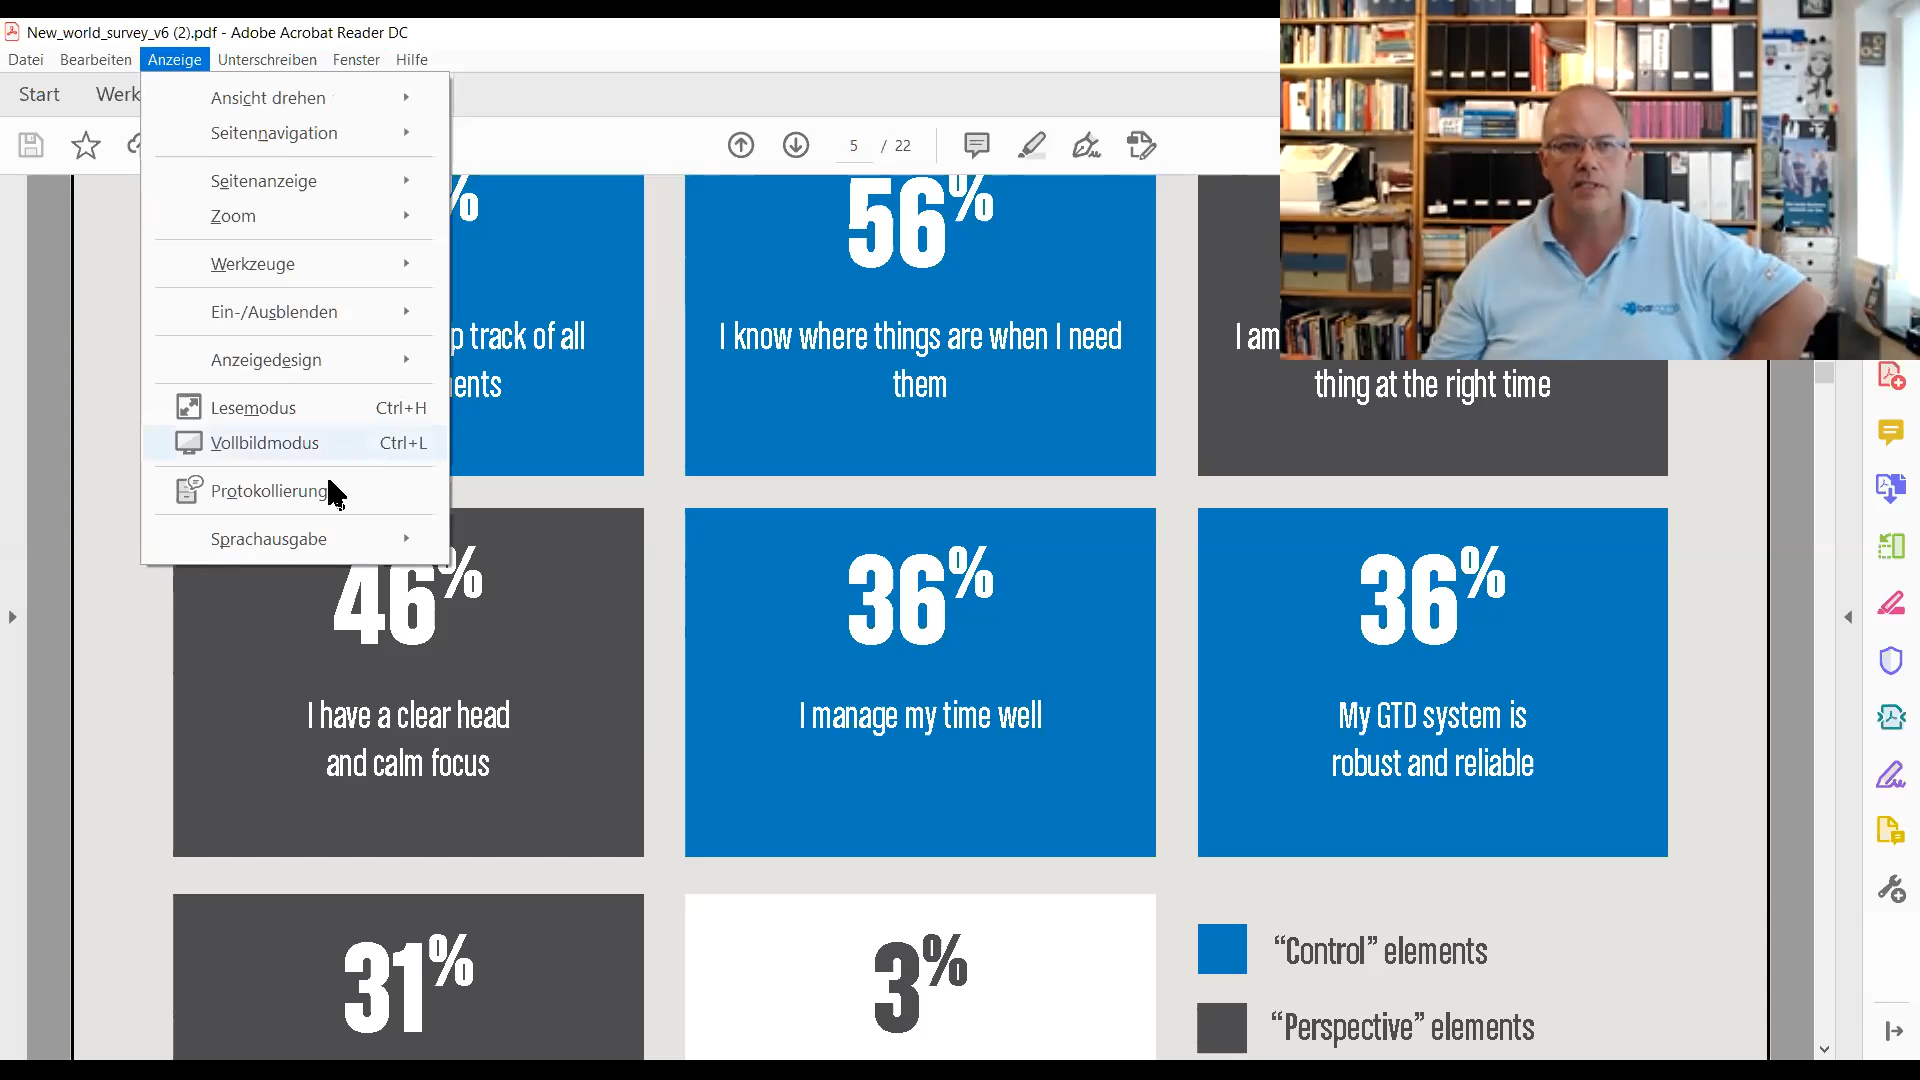 New_world_survey_v6 (2).pdf - Adobe Acrobat Reader DC
Datei Bearbeiten Anzeige Unterschreiben Fenster Hilfe
Start Werk
5 / 22
Ansicht drehen
Seitennavigation
Seitenanzeige
Zoom
Werkzeuge
Ein-/Ausblenden
Anzeigedesign
Lesemodus Ctrl+H
Vollbildmodus Ctrl+L
Protokollierung
Sprachausgabe
%
p track of all
ents
56%
I know where things are when I need
them
I am
thing at the right time
46%
I have a clear head
and calm focus
36%
I manage my time well
36%
My GTD system is
robust and reliable
31%
3%
“Control” elements
“Perspective” elements